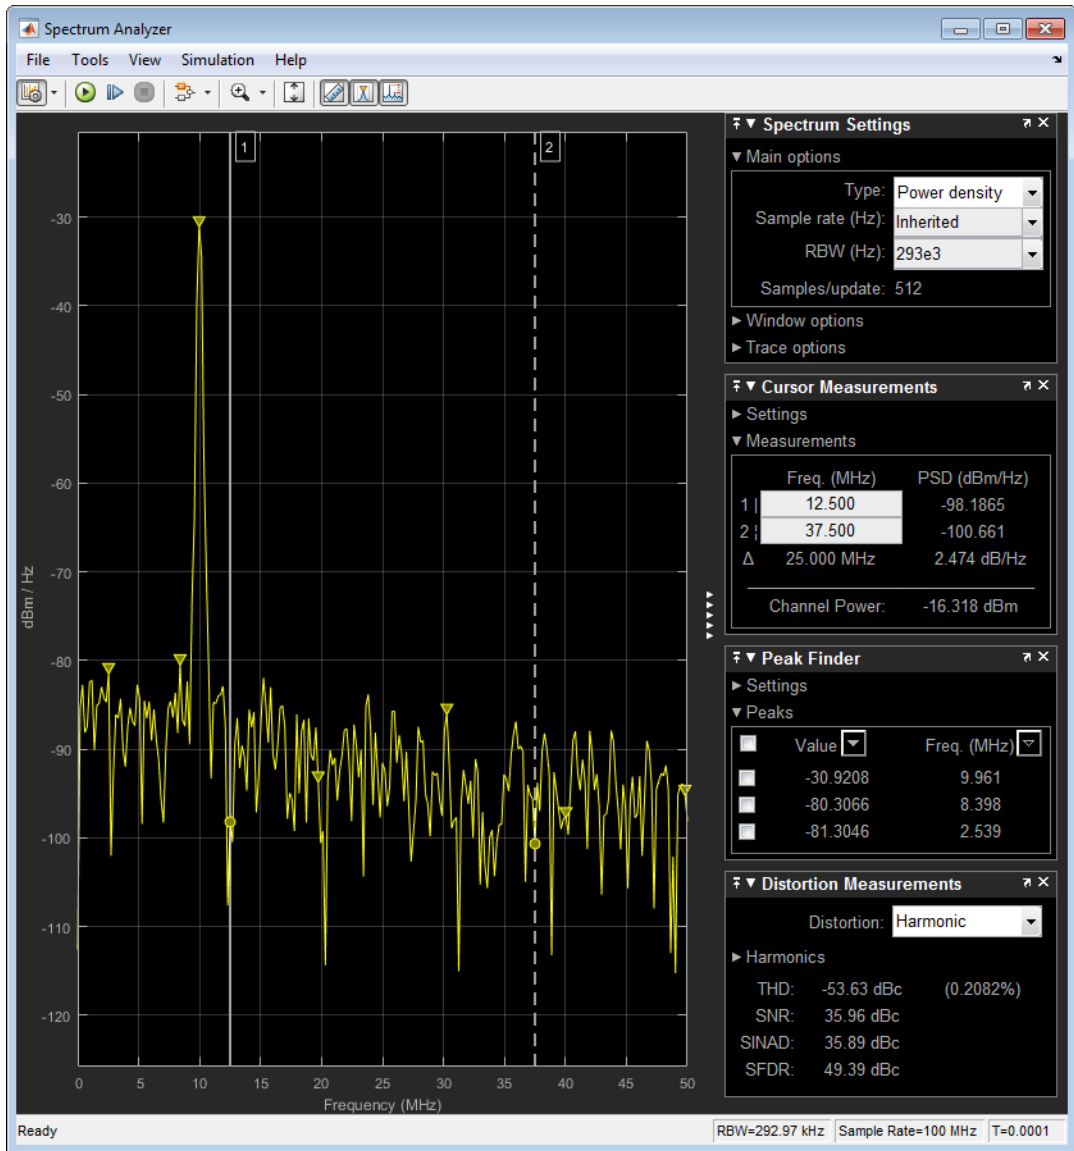 Spectrum Analyzer
File Tools View Simulation Help
1
2
-30
-40
-50
-60
-70
-80
-90
-100
-110
-120
dBm / Hz
0 5 10 15 20 25 30 35 40 45 50
Frequency (MHz)
Spectrum Settings
Main options
Type: Power density
Sample rate (Hz): Inherited
RBW (Hz): 293e3
Samples/update: 512
Window options
Trace options
Cursor Measurements
Settings
Measurements
Freq. (MHz) PSD (dBm/Hz)
1 | 12.500 -98.1865
2 ¦ 37.500 -100.661
Δ 25.000 MHz 2.474 dB/Hz
Channel Power: -16.318 dBm
Peak Finder
Settings
Peaks
Value Freq. (MHz)
-30.9208 9.961
-80.3066 8.398
-81.3046 2.539
Distortion Measurements
Distortion: Harmonic
Harmonics
THD: -53.63 dBc (0.2082%)
SNR: 35.96 dBc
SINAD: 35.89 dBc
SFDR: 49.39 dBc
Ready
RBW=292.97 kHz Sample Rate=100 MHz T=0.0001